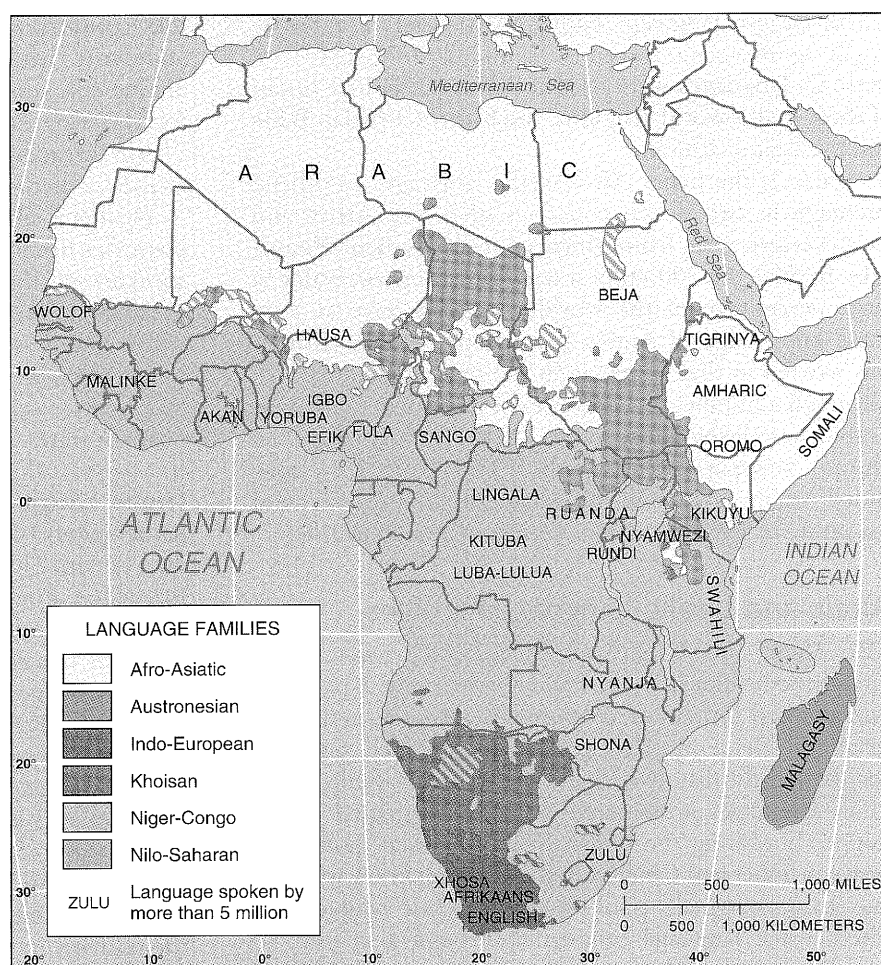 Mediterranean Sea
30°
ARABIC
20°
Red Sea
BEJA
WOLOF
HAUSA
TIGRINYA
10°
MALINKE
AMHARIC
IGBO
AKAN
YORUBA
EFIK
FULA
SANGO
OROMO
SOMALI
0°
LINGALA
RUANDA
KIKUYU
ATLANTIC
OCEAN
KITUBA
NYAMWEZI
RUNDI
INDIAN
OCEAN
LUBA-LULUA
SWAHILI
LANGUAGE FAMILIES
Afro-Asiatic
Austronesian
Indo-European
Khoisan
Niger-Congo
Nilo-Saharan
ZULU
Language spoken by
more than 5 million
10°
NYANJA
SHONA
MALAGASY
20°
ZULU
XHOSA
AFRIKAANS
ENGLISH
30°
0 500 1,000 MILES
0 500 1,000 KILOMETERS
20° 10° 0° 10° 20° 30° 40° 50°